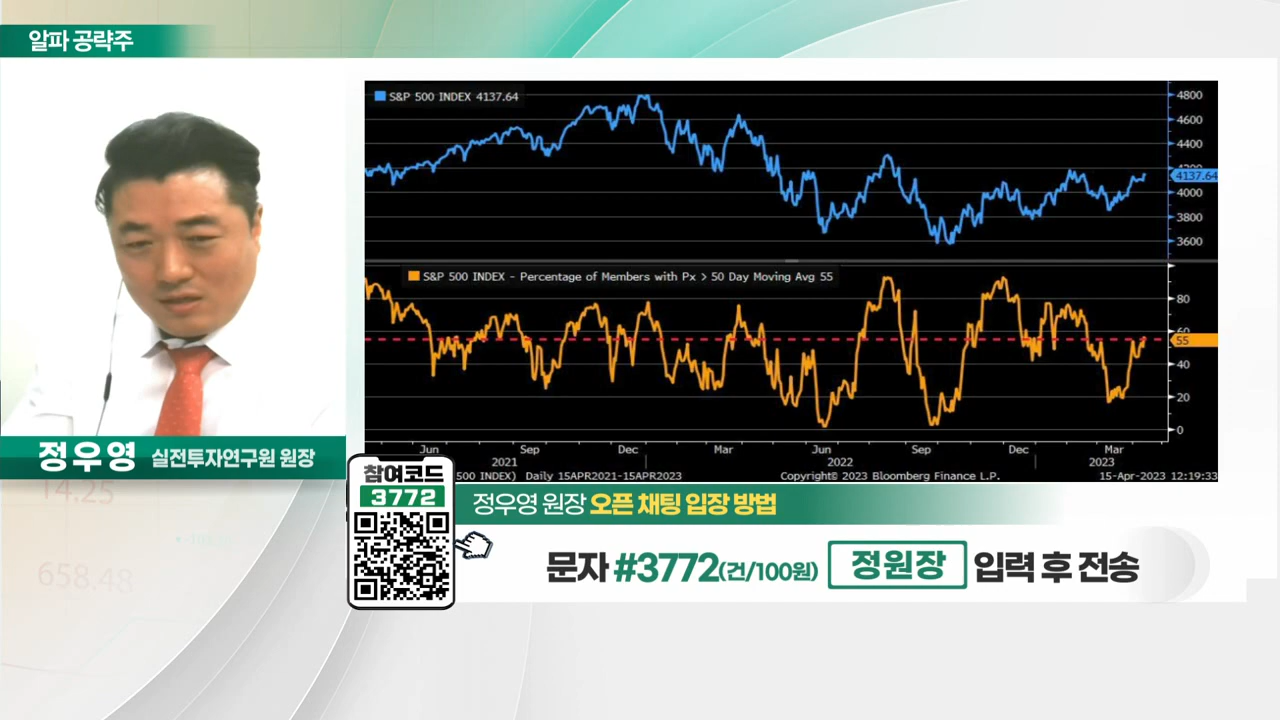 알파 공략주
S&P 500 INDEX 4137.64
4800
4600
4400
4200
4137.64
4000
3800
3600
S&P 500 INDEX - Percentage of Members with Px > 50 Day Moving Avg 55
80
60
55
40
20
0
Jun Sep Dec Mar Jun Sep Dec Mar
2021 2022 2023
500 INDEX) Daily 15APR2021-15APR2023 Copyright© 2023 Bloomberg Finance L.P. 15-Apr-2023 12:19:33
정우영 실전투자연구원 원장
14.25
658.48
참여코드
3772
정우영 원장 오픈 채팅 입장 방법
문자 #3772(건/100원) 정원장 입력 후 전송